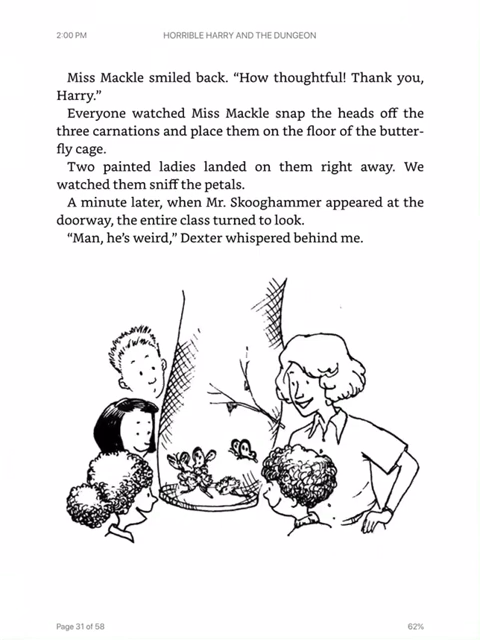 2:00 PM HORRIBLE HARRY AND THE DUNGEON
Miss Mackle smiled back. “How thoughtful! Thank you,
Harry.”
Everyone watched Miss Mackle snap the heads off the
three carnations and place them on the floor of the butter-
fly cage.
Two painted ladies landed on them right away. We
watched them sniff the petals.
A minute later, when Mr. Skooghammer appeared at the
doorway, the entire class turned to look.
“Man, he’s weird,” Dexter whispered behind me.
Page 31 of 58 62%